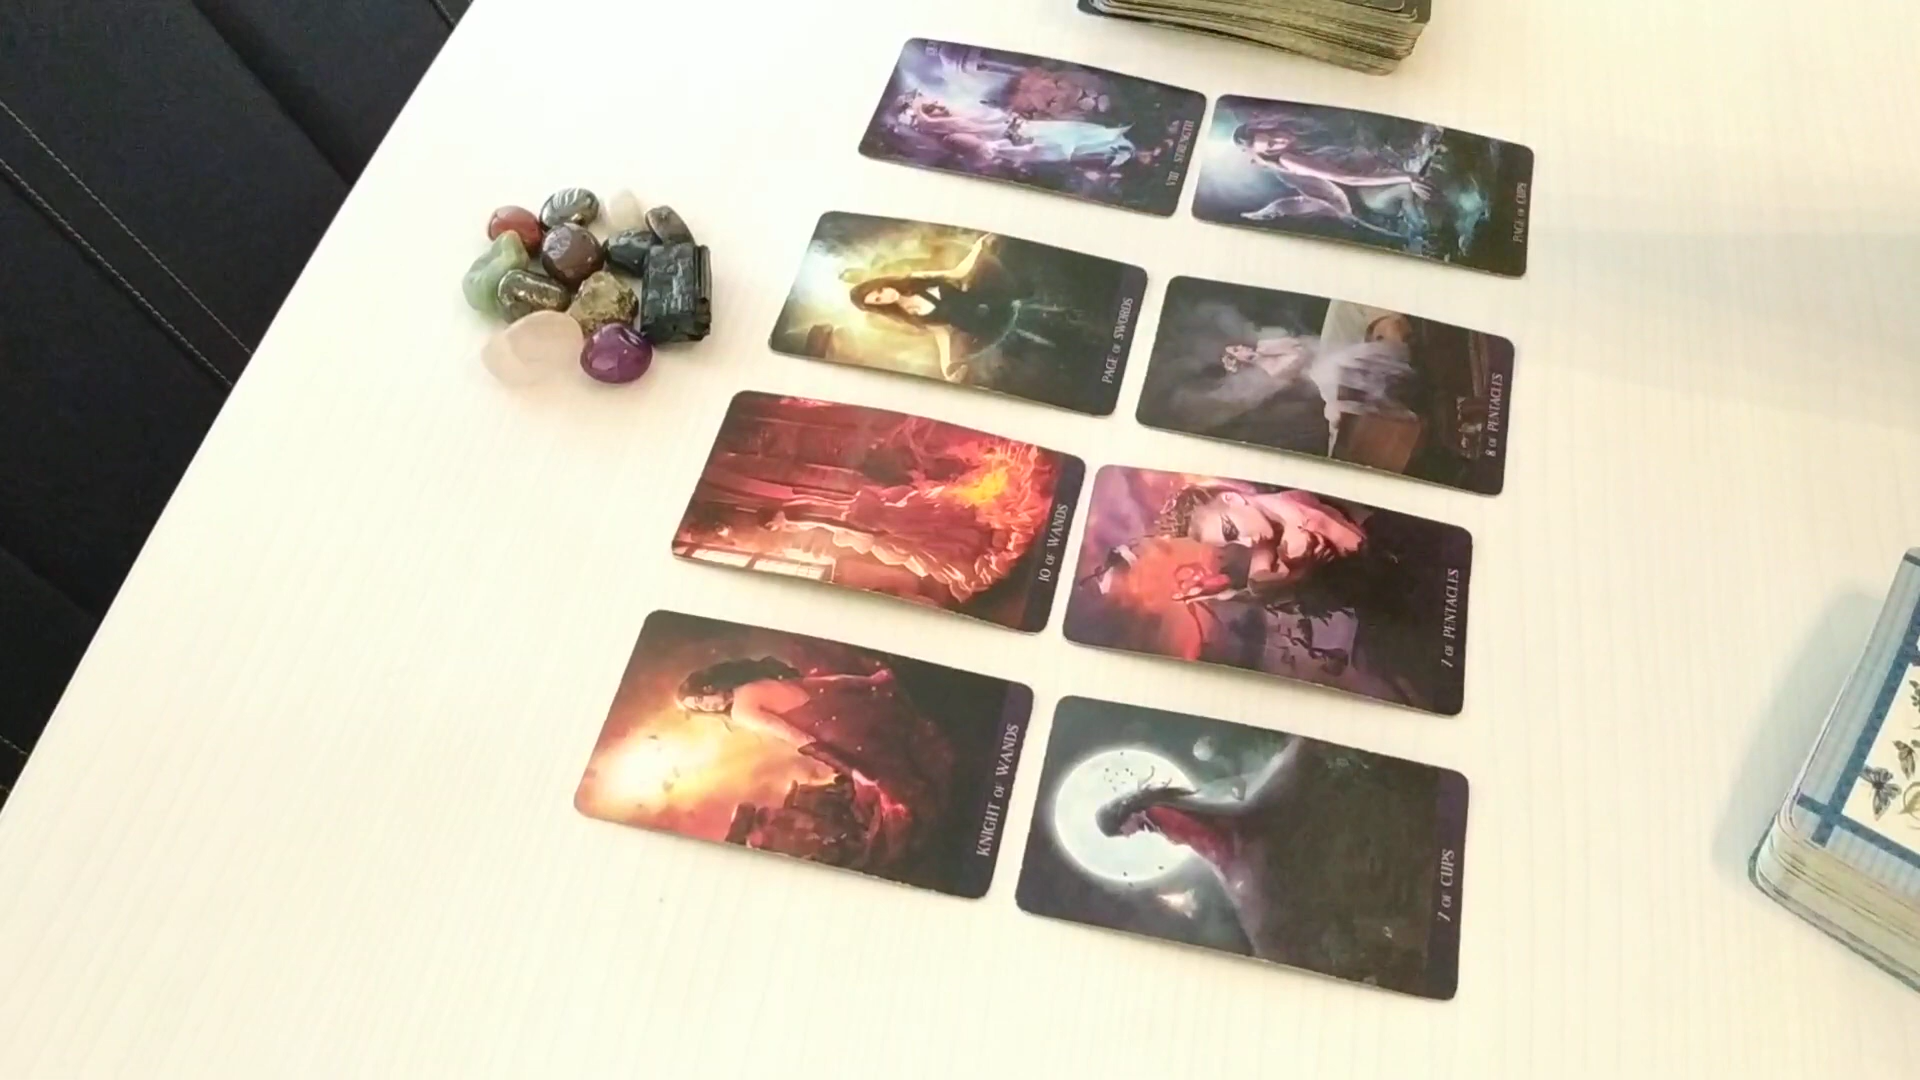 VIII STRENGTH
PAGE OF CUPS
PAGE OF SWORDS
8 OF PENTACLES
10 OF WANDS
7 OF PENTACLES
KNIGHT OF WANDS
7 OF CUPS